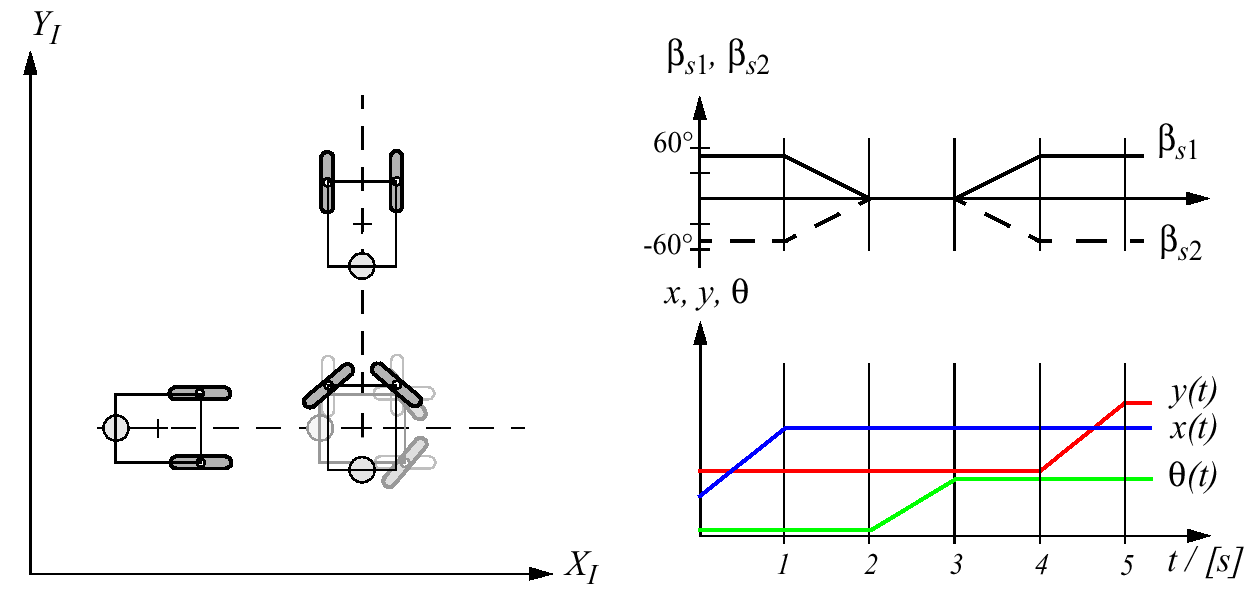 Y_I
X_I
β_s1, β_s2
60°
-60°
β_s1
β_s2
x, y, θ
y(t)
x(t)
θ(t)
1 2 3 4 5 t / [s]